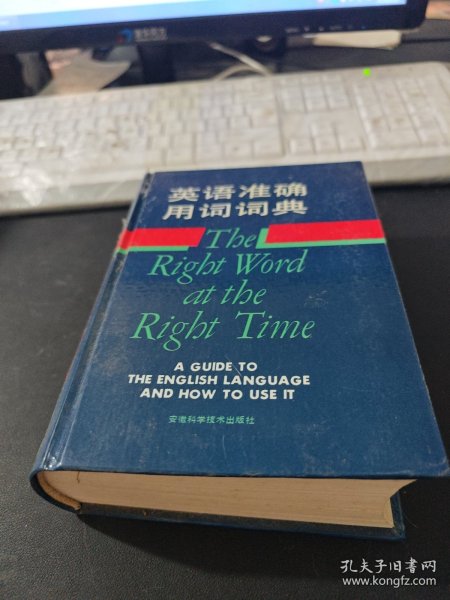 英语准确
用词词典
The
Right Word
at the
Right Time
A GUIDE TO
THE ENGLISH LANGUAGE
AND HOW TO USE IT
安徽科学技术出版社
孔夫子旧书网
www.kongfz.com